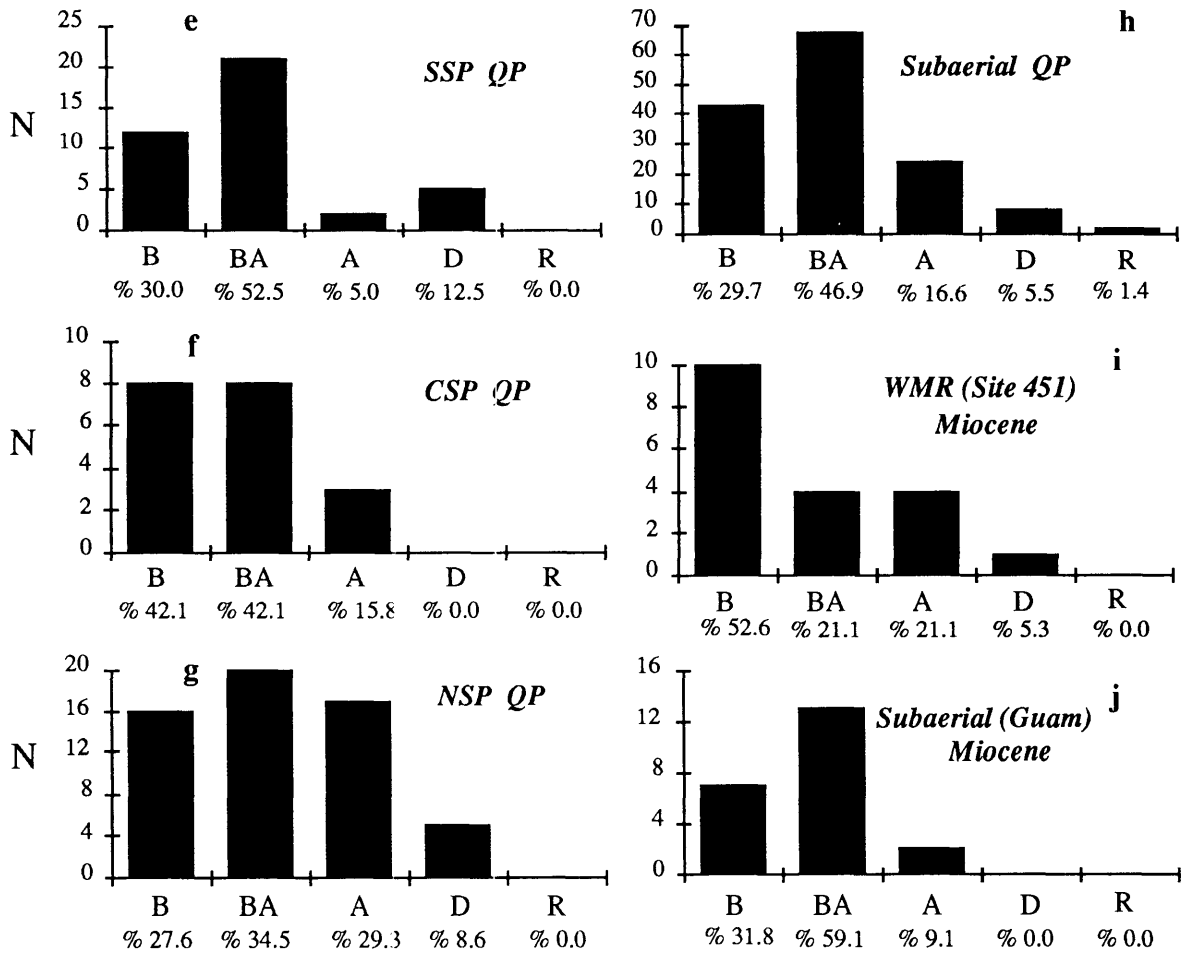 e
SSP QP
N
25
20
15
10
5
0
B BA A D R
% 30.0 % 52.5 % 5.0 % 12.5 % 0.0
h
Subaerial QP
70
60
50
40
30
20
10
0
B BA A D R
% 29.7 % 46.9 % 16.6 % 5.5 % 1.4
f
CSP QP
N
10
8
6
4
2
0
B BA A D R
% 42.1 % 42.1 % 15.8 % 0.0 % 0.0
i
WMR (Site 451)
Miocene
10
8
6
4
2
0
B BA A D R
% 52.6 % 21.1 % 21.1 % 5.3 % 0.0
g
NSP QP
N
20
16
12
8
4
0
B BA A D R
% 27.6 % 34.5 % 29.3 % 8.6 % 0.0
j
Subaerial (Guam)
Miocene
16
12
8
4
0
B BA A D R
% 31.8 % 59.1 % 9.1 % 0.0 % 0.0